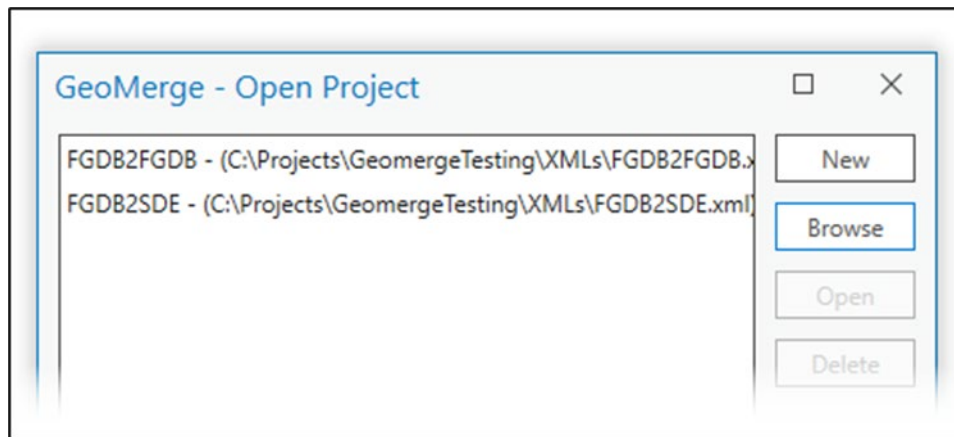 GeoMerge - Open Project
FGDB2FGDB - (C:\Projects\GeomergeTesting\XMLs\FGDB2FGDB.x
FGDB2SDE - (C:\Projects\GeomergeTesting\XMLs\FGDB2SDE.xml)
New
Browse
Open
Delete